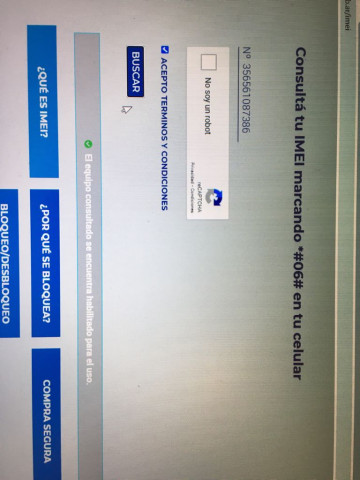 .ar/imei
Consultá tu IMEI marcando *#06# en tu celular
N° 356561087386
No soy un robot
reCAPTCHA
Privacidad - Condiciones
ACEPTO TERMINOS Y CONDICIONES
BUSCAR
El equipo consultado se encuentra habilitado para el uso.
¿QUÉ ES IMEI?
¿POR QUÉ SE BLOQUEA?
COMPRA SEGURA
BLOQUEO/DESBLOQUEO